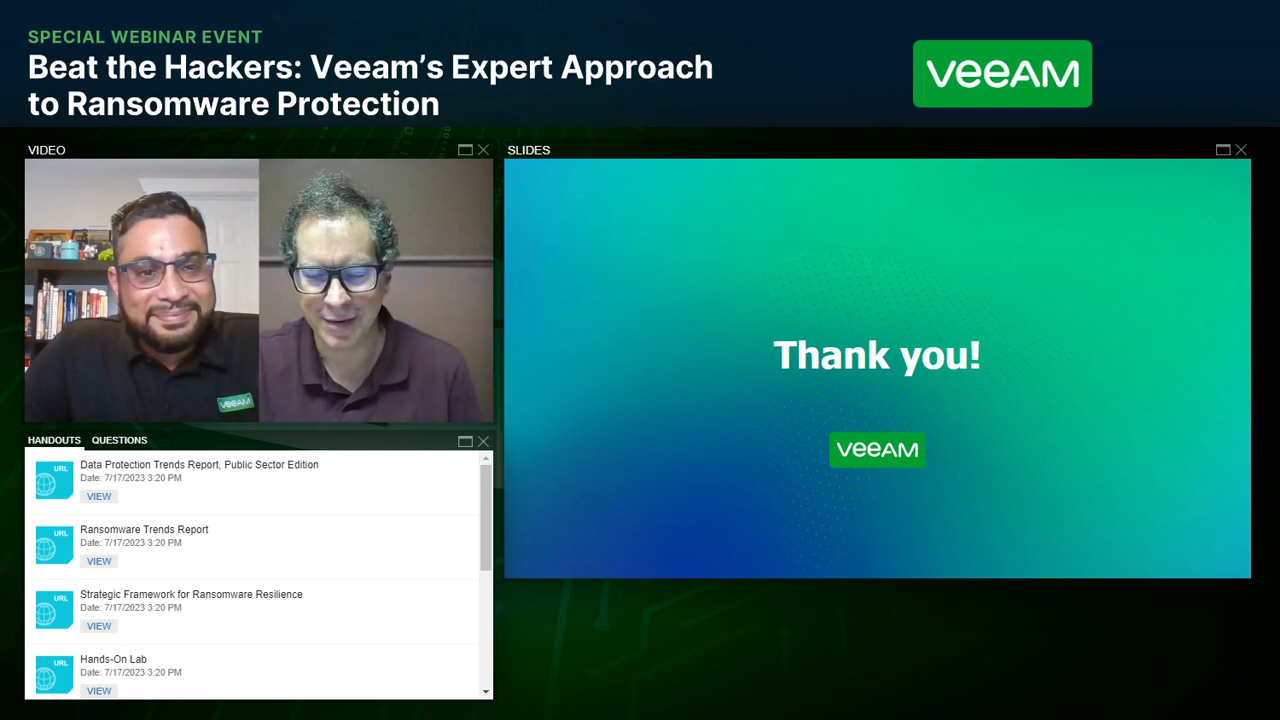 SPECIAL WEBINAR EVENT
Beat the Hackers: Veeam’s Expert Approach
to Ransomware Protection
veeAM
VIDEO
SLIDES
veeAM
Thank you!
veeAM
HANDOUTS QUESTIONS
URL
Data Protection Trends Report, Public Sector Edition
Date: 7/17/2023 3:20 PM
VIEW
URL
Ransomware Trends Report
Date: 7/17/2023 3:20 PM
VIEW
URL
Strategic Framework for Ransomware Resilience
Date: 7/17/2023 3:20 PM
VIEW
URL
Hands-On Lab
Date: 7/17/2023 3:20 PM
VIEW